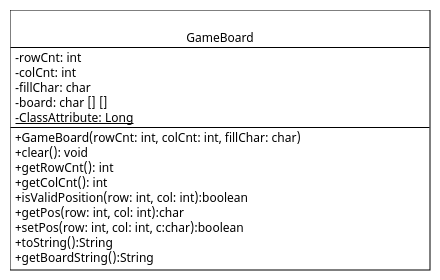 GameBoard
-rowCnt: int
-colCnt: int
-fillChar: char
-board: char [] []
-ClassAttribute: Long
+GameBoard(rowCnt: int, colCnt: int, fillChar: char)
+clear(): void
+getRowCnt(): int
+getColCnt(): int
+isValidPosition(row: int, col: int):boolean
+getPos(row: int, col: int):char
+setPos(row: int, col: int, c:char):boolean
+toString():String
+getBoardString():String